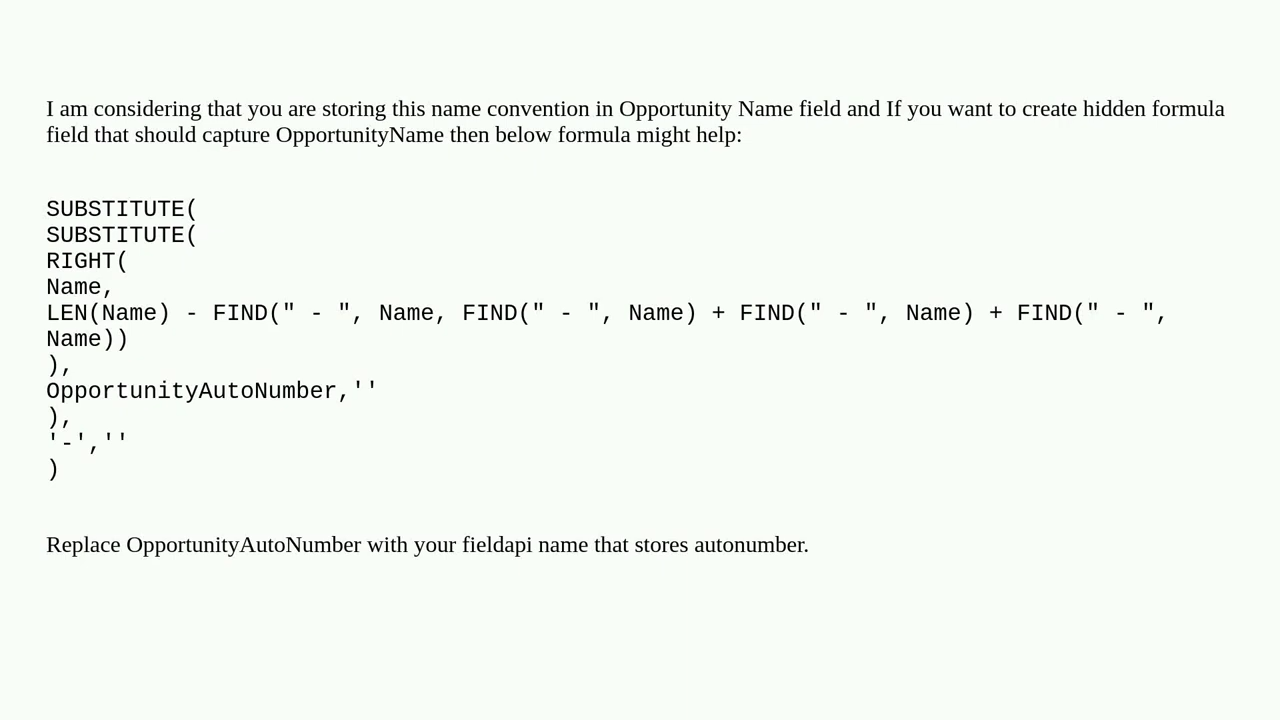 I am considering that you are storing this name convention in Opportunity Name field and If you want to create hidden formula
field that should capture OpportunityName then below formula might help:
SUBSTITUTE(
SUBSTITUTE(
RIGHT(
Name,
LEN(Name) - FIND(" - ", Name, FIND(" - ", Name) + FIND(" - ", Name) + FIND(" - ",
Name))
),
OpportunityAutoNumber,''
),
'-',''
)
Replace OpportunityAutoNumber with your fieldapi name that stores autonumber.